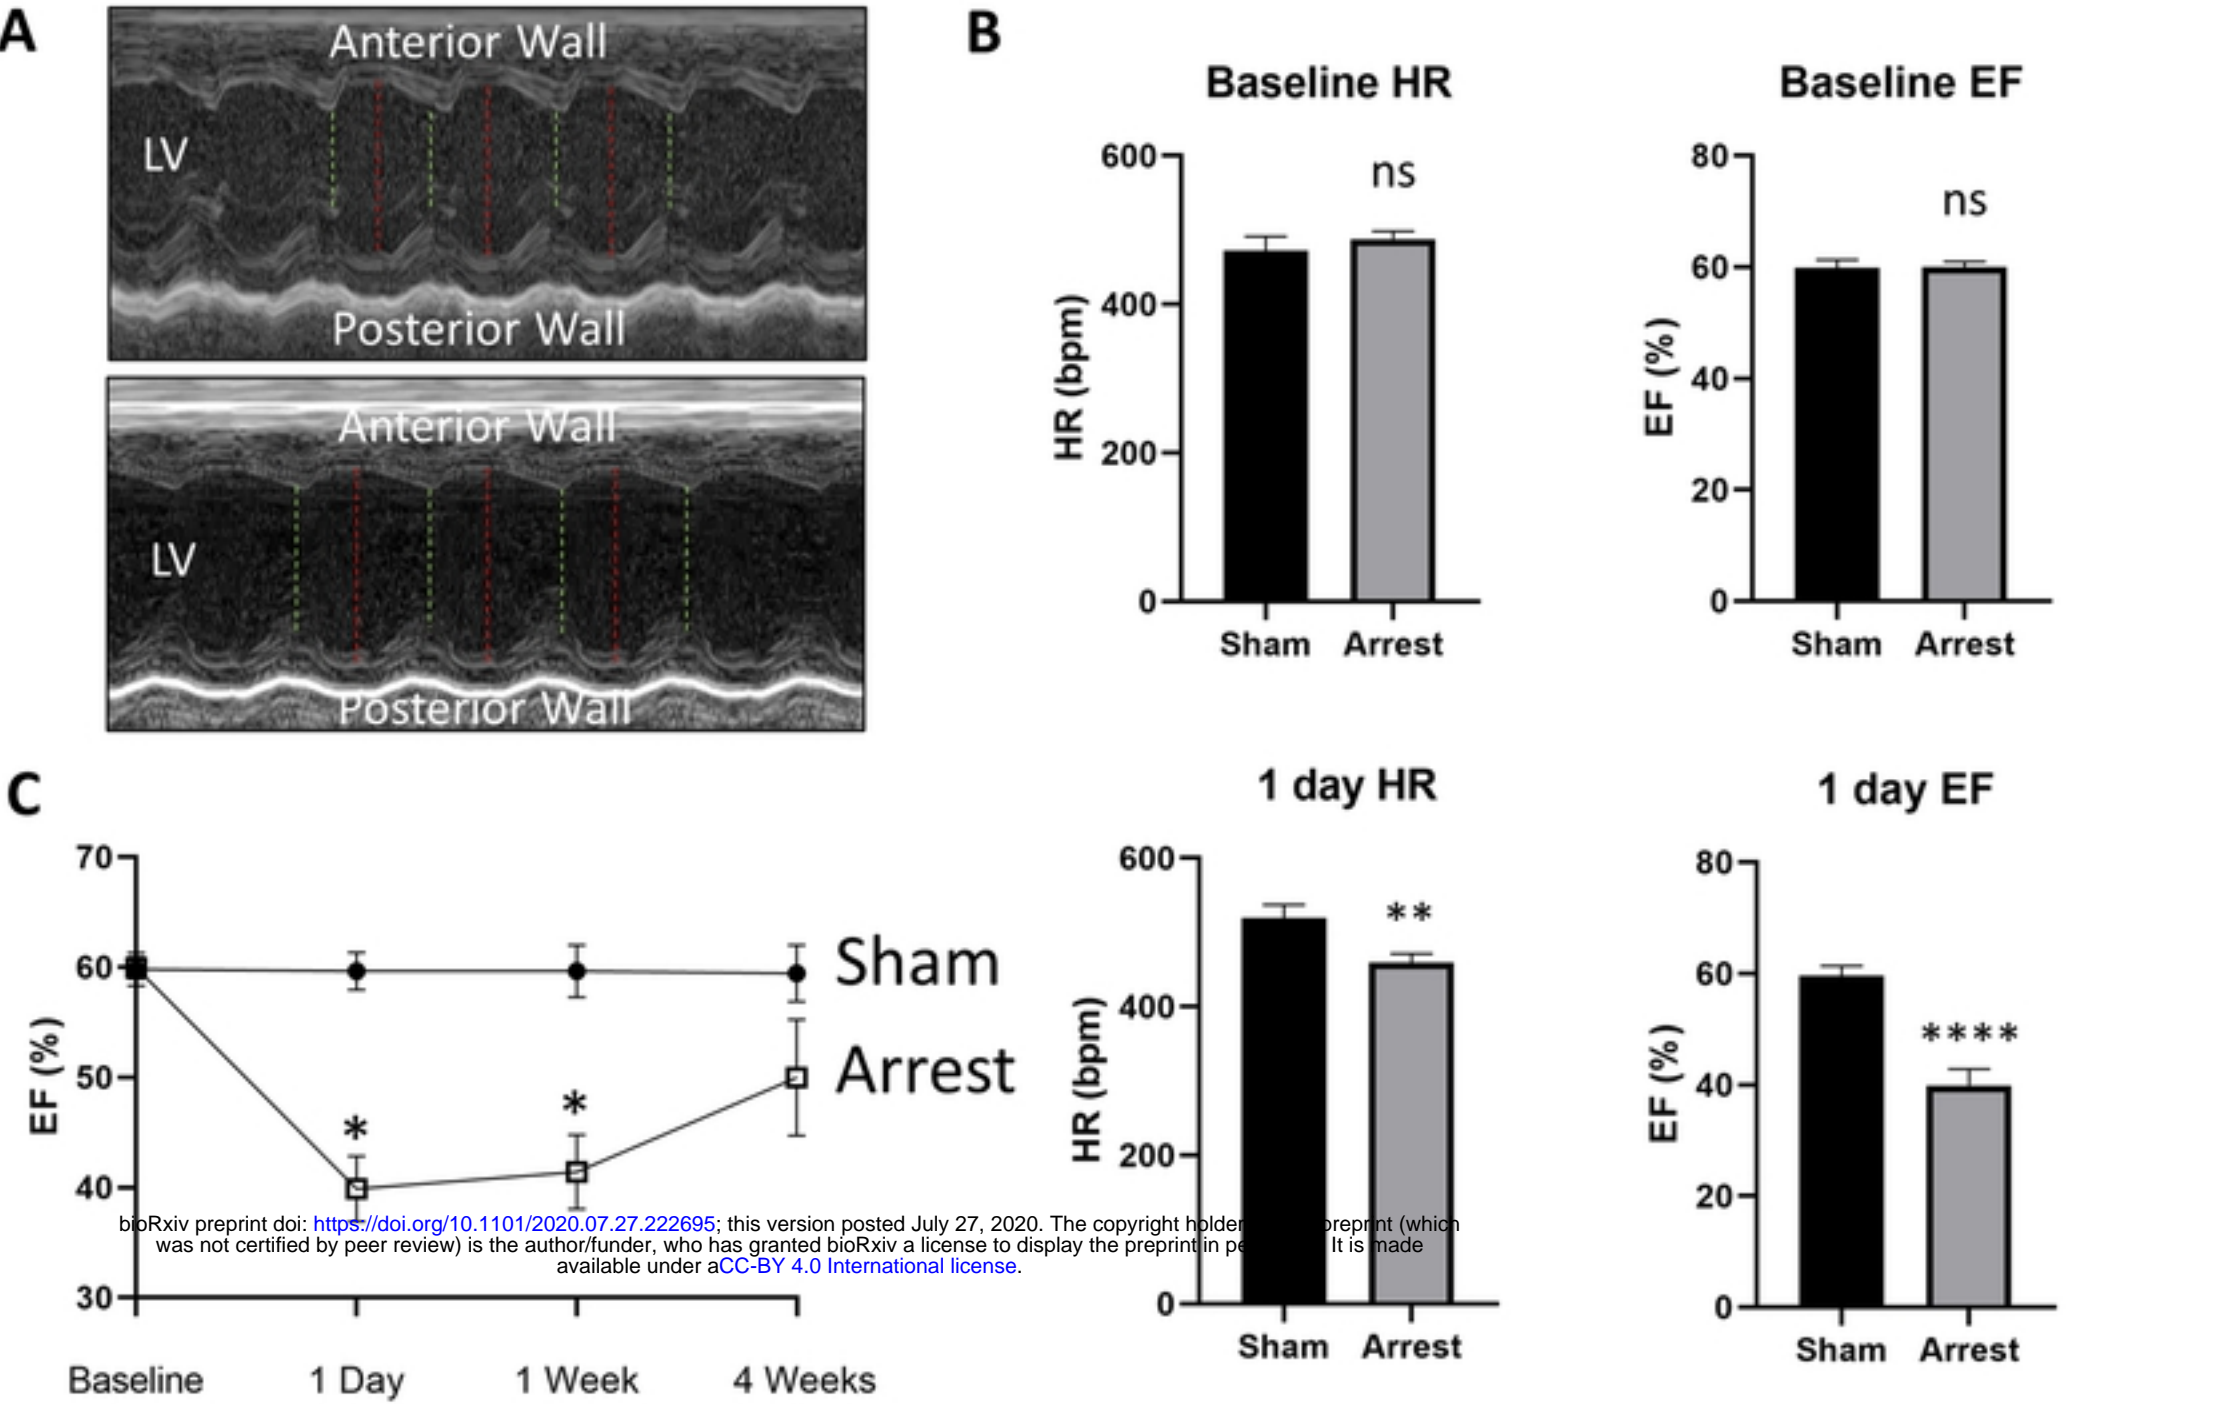 A
Anterior Wall
LV
Posterior Wall
Anterior Wall
LV
Posterior Wall
B
Baseline HR
600
400
200
0
HR (bpm)
ns
Sham Arrest
Baseline EF
80
60
40
20
0
EF (%)
ns
Sham Arrest
C
70
60
50
40
30
EF (%)
Sham
Arrest
*
*
Baseline 1 Day 1 Week 4 Weeks
1 day HR
600
400
200
0
HR (bpm)
**
Sham Arrest
1 day EF
80
60
40
20
0
EF (%)
****
Sham Arrest
bioRxiv preprint doi: https://doi.org/10.1101/2020.07.27.222695; this version posted July 27, 2020. The copyright holder preprint (which
was not certified by peer review) is the author/funder, who has granted bioRxiv a license to display the preprint in It is made
available under aCC-BY 4.0 International license.